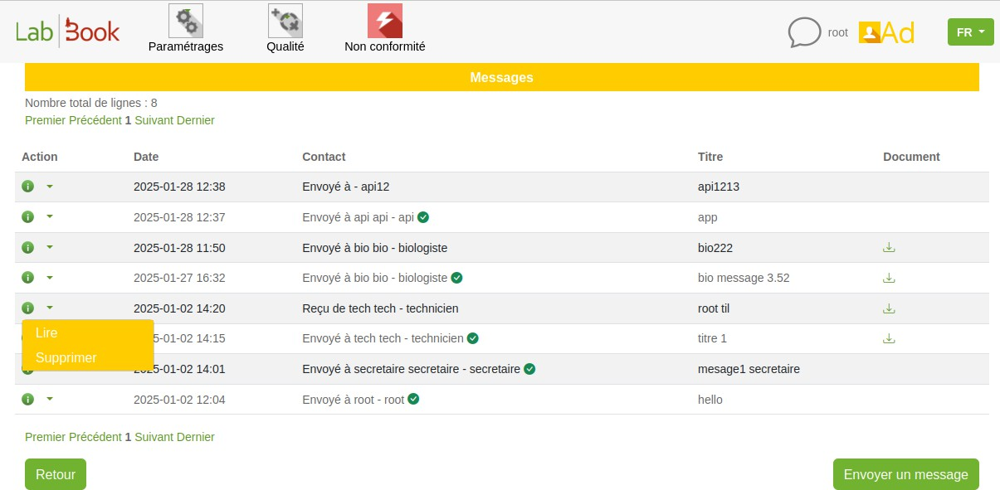 Lab Book
Paramétrages Qualité Non conformité root Ad FR
Messages
Nombre total de lignes : 8
Premier Précédent 1 Suivant Dernier
Action Date Contact Titre Document
2025-01-28 12:38 Envoyé à - api12 api1213
2025-01-28 12:37 Envoyé à api api - api app
2025-01-28 11:50 Envoyé à bio bio - biologiste bio222
2025-01-27 16:32 Envoyé à bio bio - biologiste bio message 3.52
2025-01-02 14:20 Reçu de tech tech - technicien root til
Lire
5-01-02 14:15 Envoyé à tech tech - technicien titre 1
Supprimer
2025-01-02 14:01 Envoyé à secretaire secretaire - secretaire mesage1 secretaire
2025-01-02 12:04 Envoyé à root - root hello
Premier Précédent 1 Suivant Dernier
Retour Envoyer un message